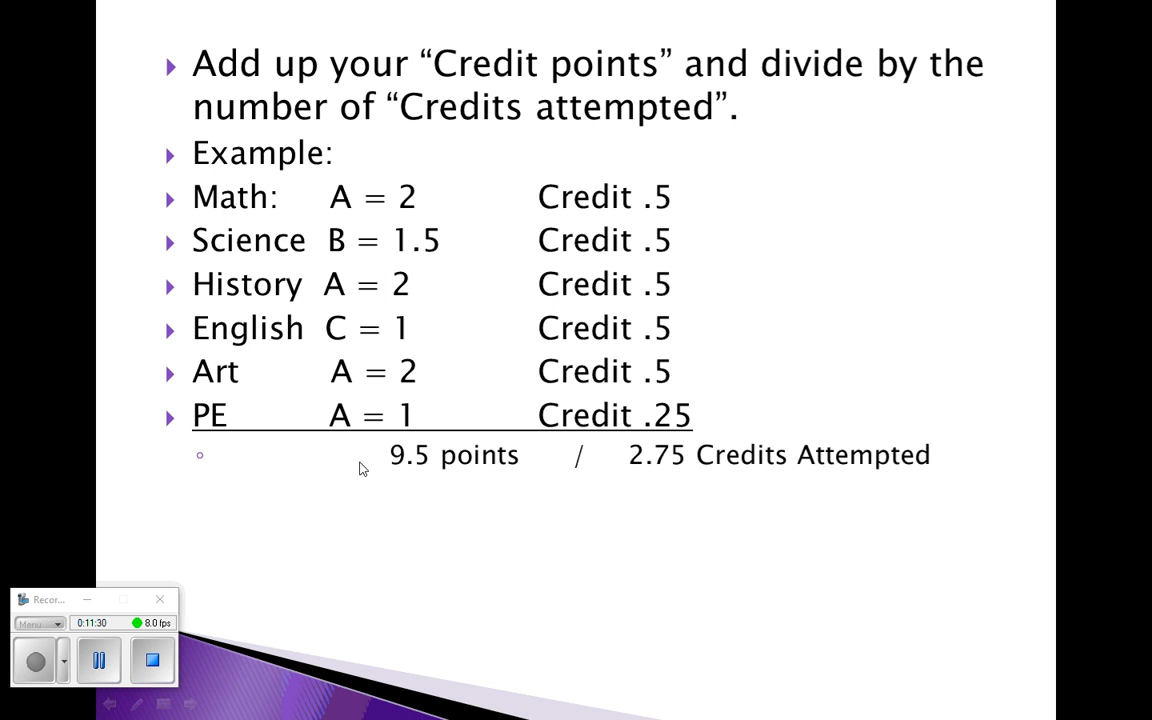 Add up your “Credit points” and divide by the
number of “Credits attempted”.
Example:
Math: A = 2 Credit .5
Science B = 1.5 Credit .5
History A = 2 Credit .5
English C = 1 Credit .5
Art A = 2 Credit .5
PE A = 1 Credit .25
9.5 points / 2.75 Credits Attempted
Recor...
Menu
0:11:30 8.0 fps